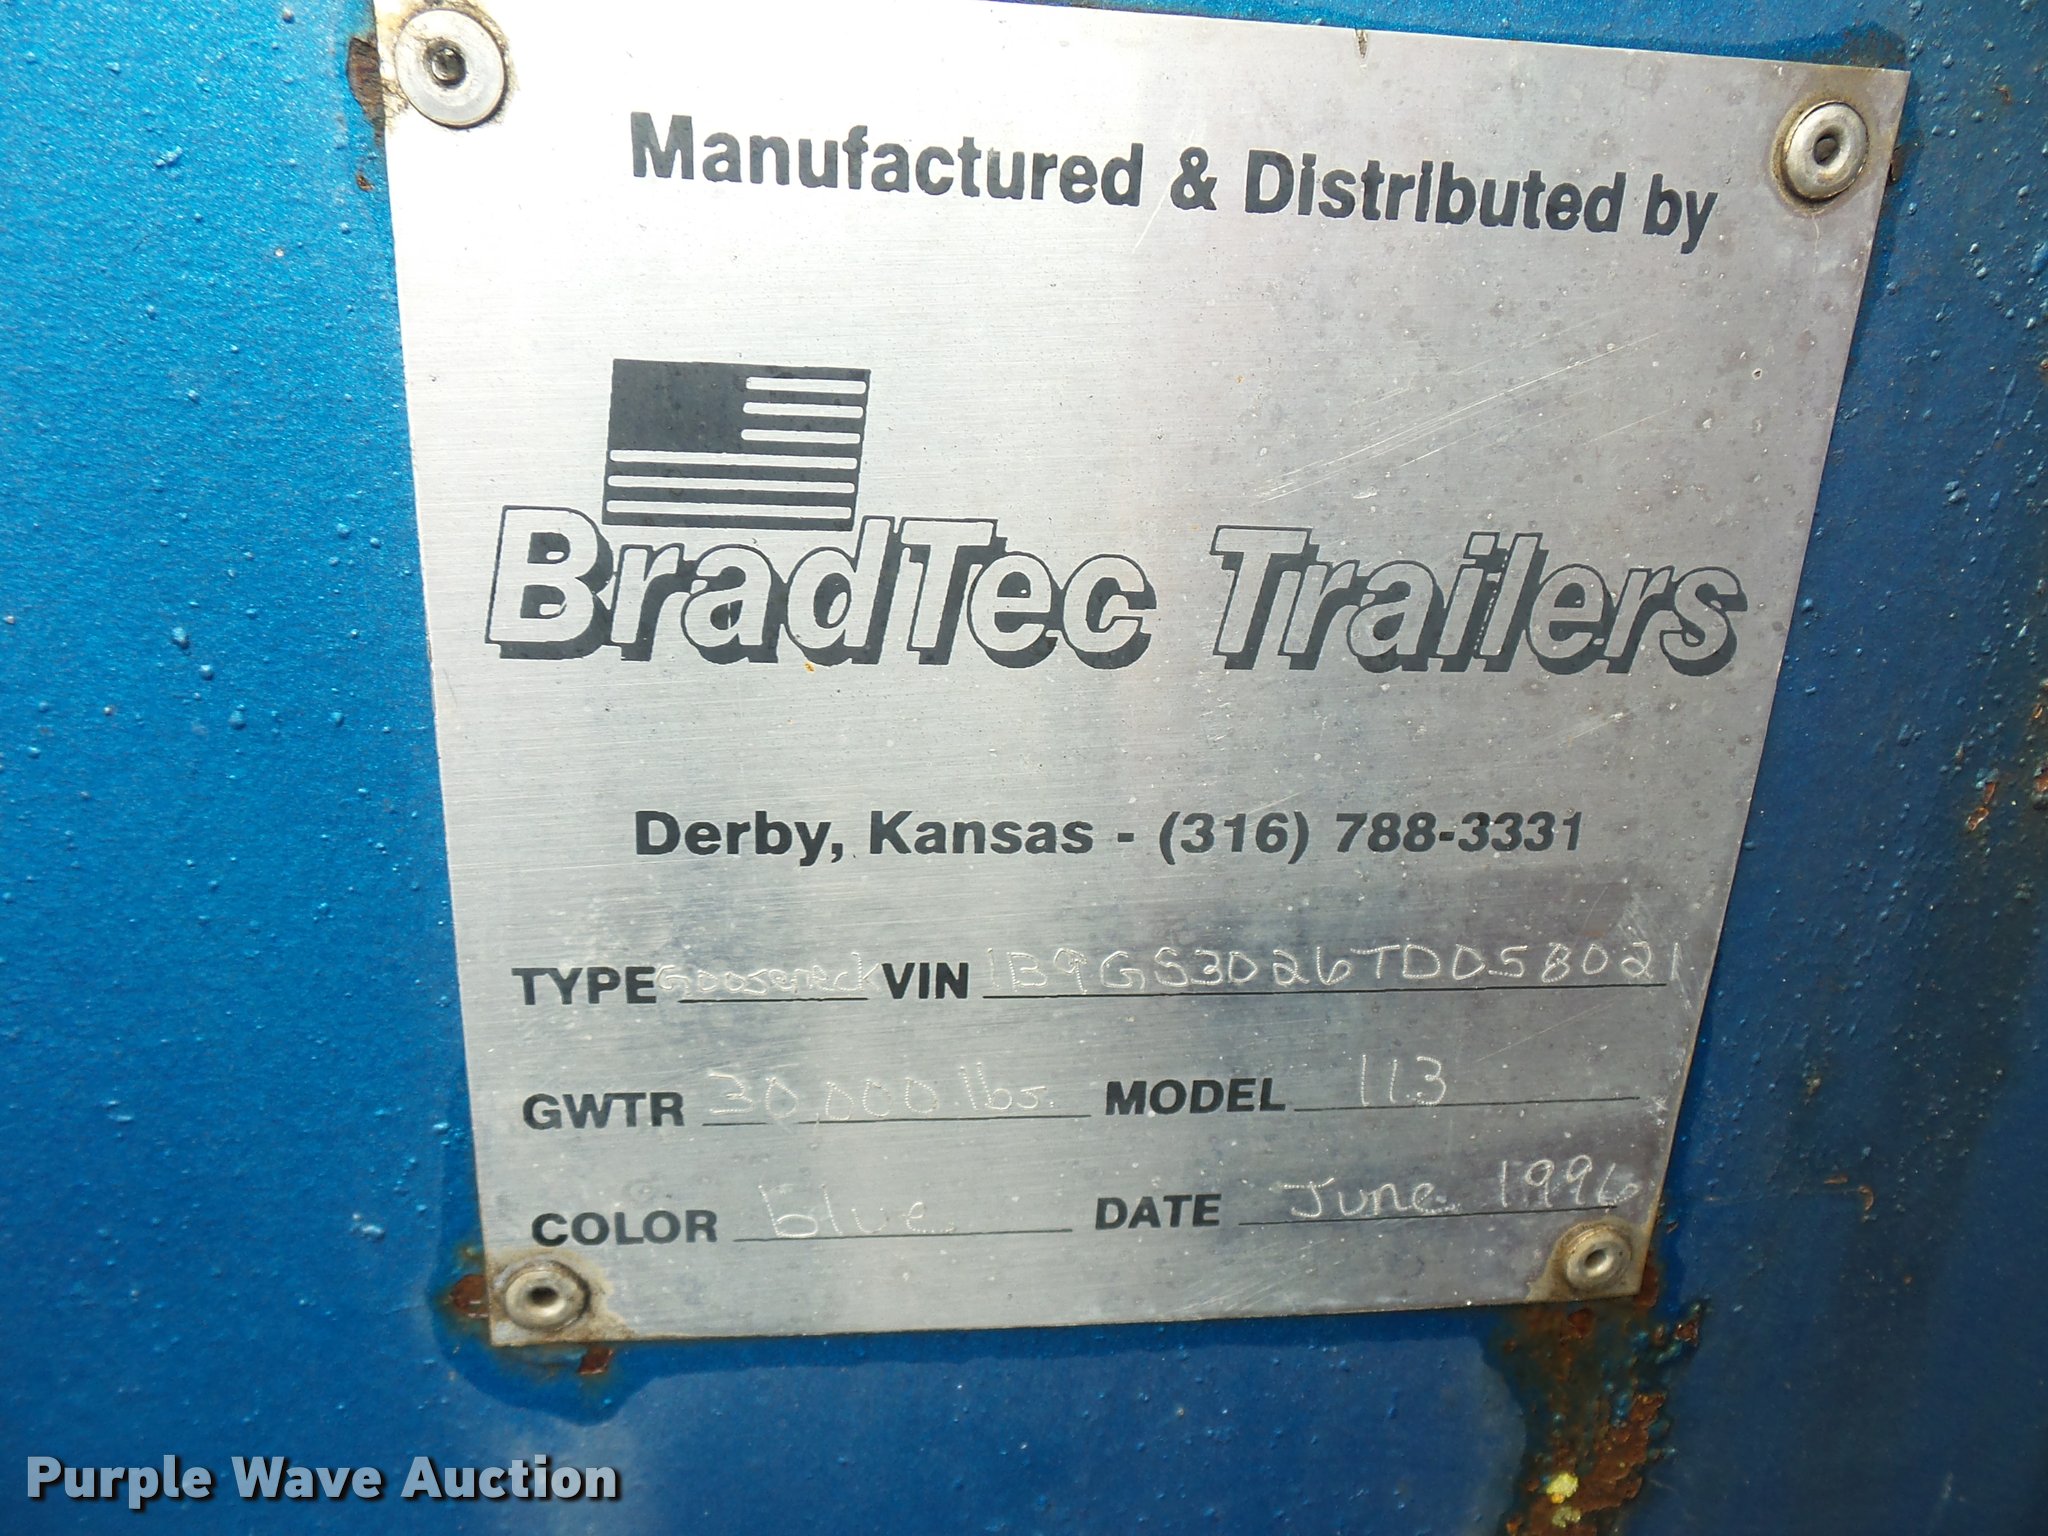 Manufactured & Distributed by
BradTec Trailers
Derby, Kansas - (316) 788-3331
TYPE Gooseneck VIN 1B9GS3026TD058021
GWTR 30,000 lbs. MODEL 113
COLOR blue DATE June 1996
Purple Wave Auction